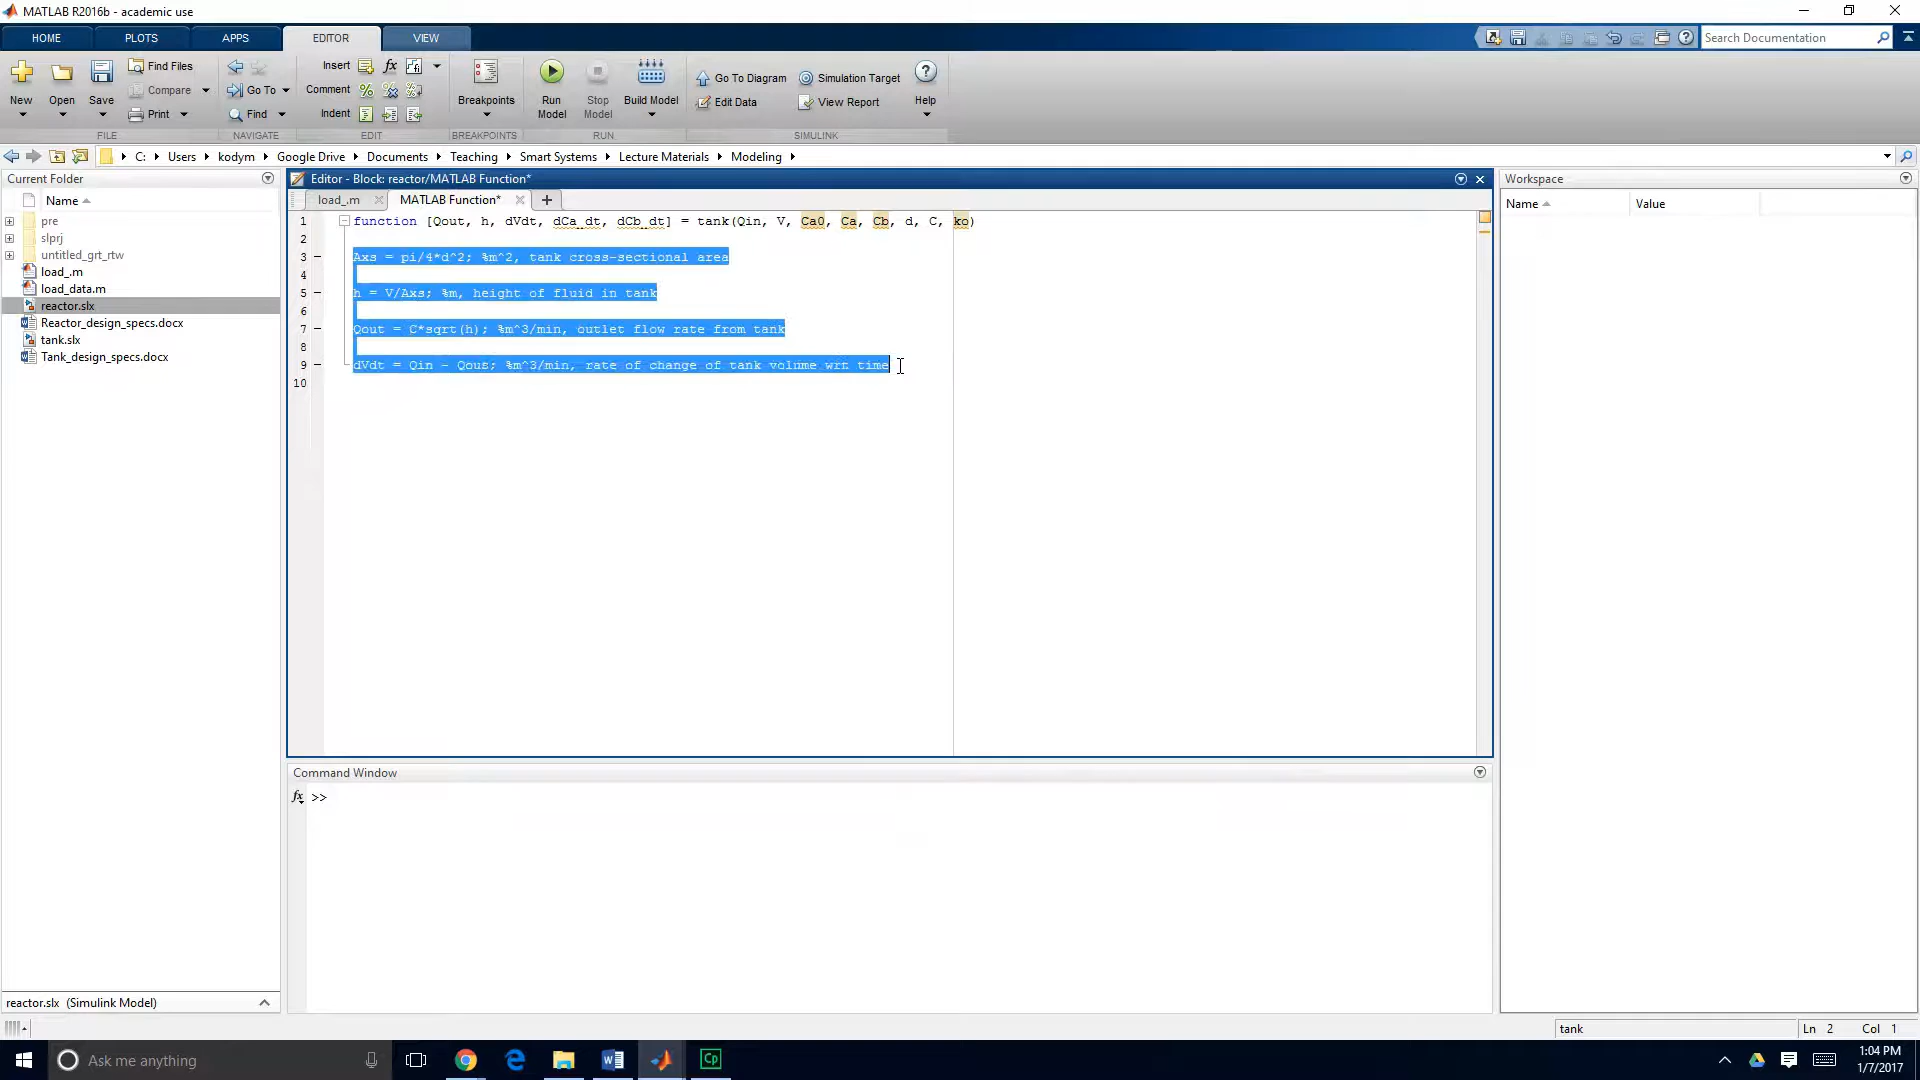 MATLAB R2016b - academic use
HOME PLOTS APPS EDITOR VIEW
Search Documentation
New Open Save
Find Files
Compare
Print
FILE
Go To
Find
NAVIGATE
Insert fx
Comment
Indent
EDIT
Breakpoints
BREAKPOINTS
Run Model
Stop Model
Build Model
RUN
Go To Diagram
Simulation Target
Edit Data
View Report
Help
SIMULINK
C: Users kodym Google Drive Documents Teaching Smart Systems Lecture Materials Modeling
Current Folder
Name
pre
slprj
untitled_grt_rtw
load_.m
load_data.m
reactor.slx
Reactor_design_specs.docx
tank.slx
Tank_design_specs.docx
reactor.slx (Simulink Model)
Editor - Block: reactor/MATLAB Function*
load_.m MATLAB Function*
1 function [Qout, h, dVdt, dCa_dt, dCb_dt] = tank(Qin, V, Ca0, Ca, Cb, d, C, ko)
2
3 Axs = pi/4*d^2; %m^2, tank cross-sectional area
4
5 h = V/Axs; %m, height of fluid in tank
6
7 Qout = C*sqrt(h); %m^3/min, outlet flow rate from tank
8
9 dVdt = Qin - Qous; %m^3/min, rate of change of tank volume wrn time
10
Command Window
fx >>
Workspace
Name Value
tank Ln 2 Col 1
Ask me anything
Cp
1:04 PM
1/7/2017